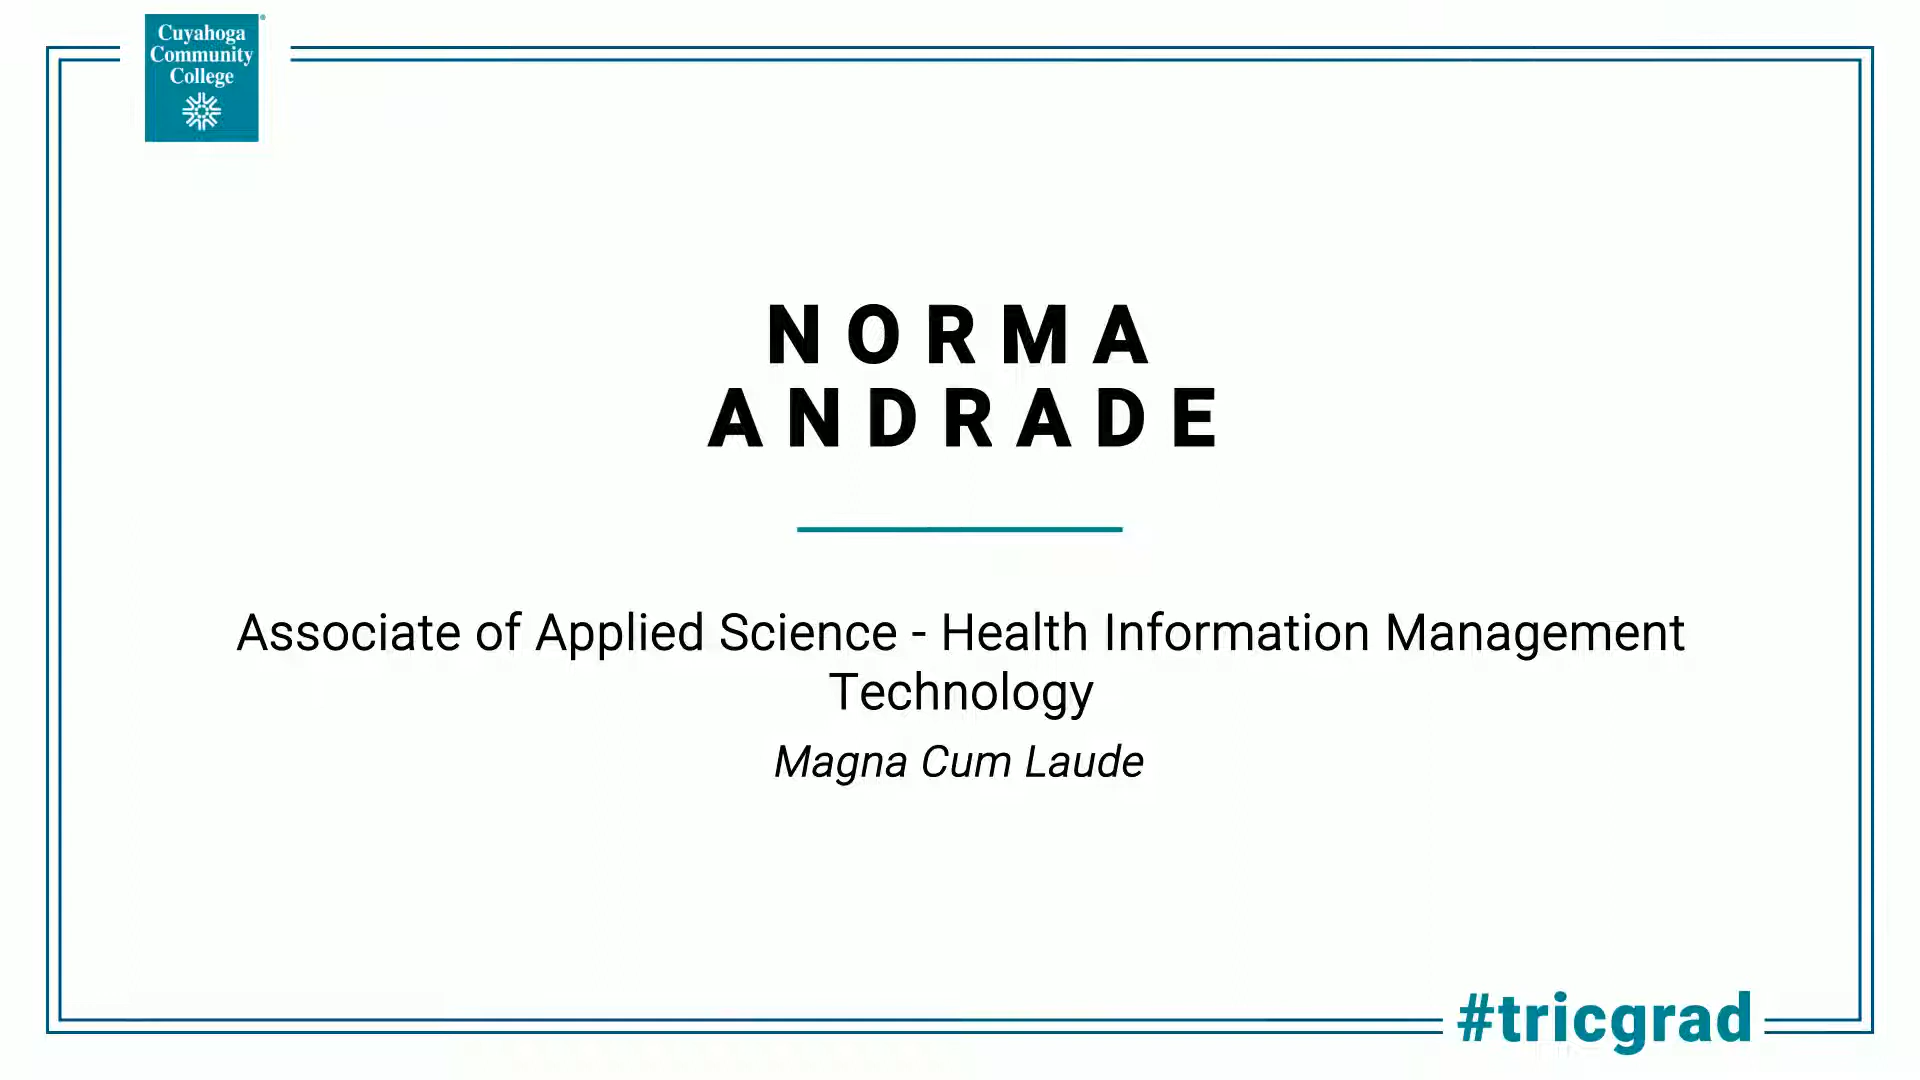 Cuyahoga
Community
College
NORMA
ANDRADE
Associate of Applied Science - Health Information Management
Technology
Magna Cum Laude
#tricgrad